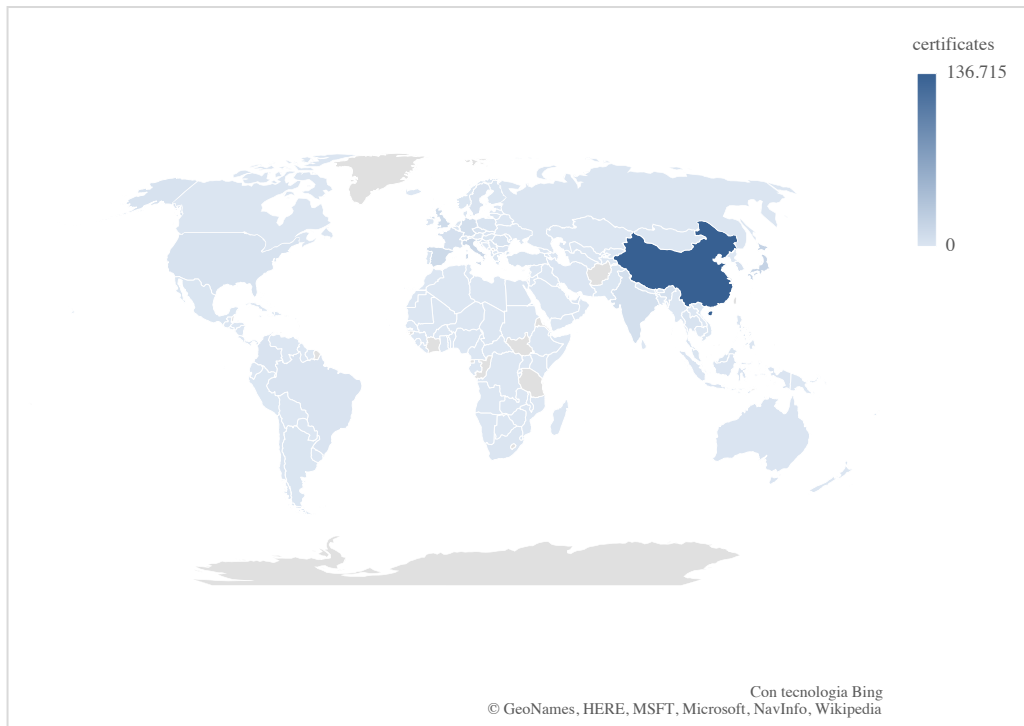 certificates
136.715
0
Con tecnologia Bing
© GeoNames, HERE, MSFT, Microsoft, NavInfo, Wikipedia